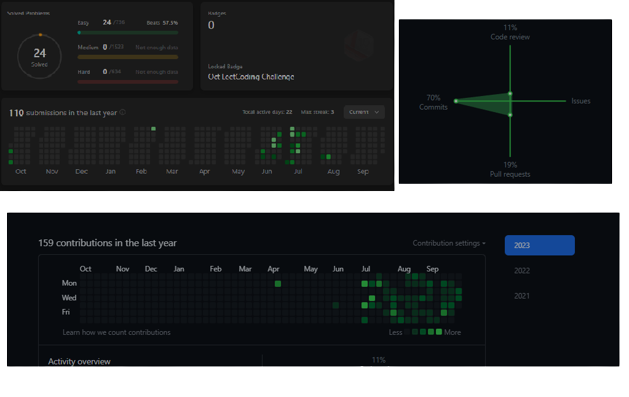 Solved Problems
Easy 24 Beats 57.3%
24
Solved
Medium 0 Not enough data
Hard 0 Not enough data
Badges
0
Locked Badge
Oct LeetCoding Challenge
110 submissions in the last year
Total active days: 22 Max streak: 3 Current
Oct Nov Dec Jan Feb Mar Apr May Jun Jul Aug Sep
11%
Code review
70%
Commits
Issues
19%
Pull requests
159 contributions in the last year
Contribution settings
2023
2022
2021
Oct Nov Dec Jan Feb Mar Apr May Jun Jul Aug Sep
Mon
Wed
Fri
Learn how we count contributions
Less More
Activity overview
11%